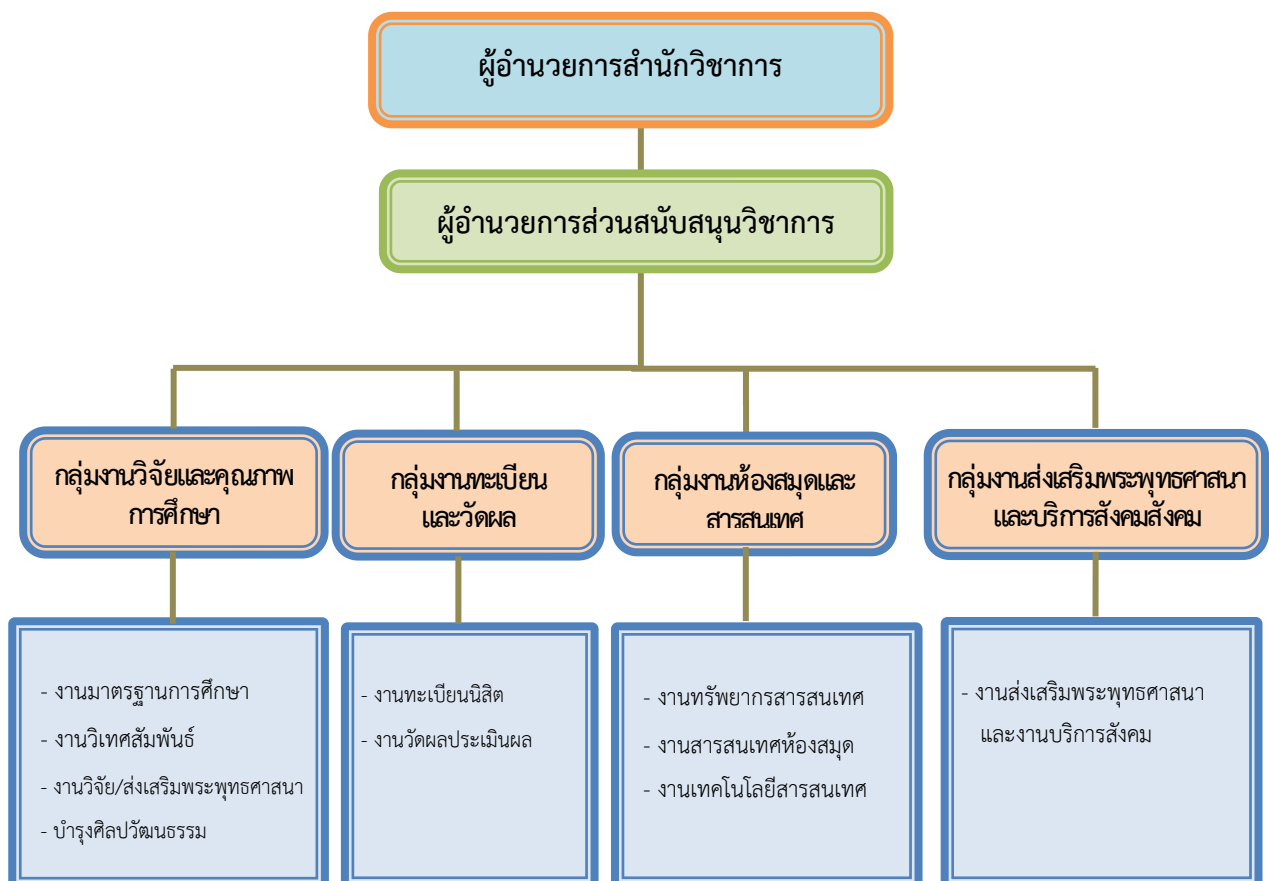 ผู้อำนวยการสำนักวิชาการ
ผู้อำนวยการส่วนสนับสนุนวิชาการ
กลุ่มงานวิจัยและคุณภาพ
การศึกษา
กลุ่มงานทะเบียน
และวัดผล
กลุ่มงานห้องสมุดและ
สารสนเทศ
กลุ่มงานส่งเสริมพระพุทธศาสนา
และบริการสังคมสังคม
- งานมาตรฐานการศึกษา
- งานวิเทศสัมพันธ์
- งานวิจัย/ส่งเสริมพระพุทธศาสนา
- บำรุงศิลปวัฒนธรรม
- งานทะเบียนนิสิต
- งานวัดผลประเมินผล
- งานทรัพยากรสารสนเทศ
- งานสารสนเทศห้องสมุด
- งานเทคโนโลยีสารสนเทศ
- งานส่งเสริมพระพุทธศาสนา
และงานบริการสังคม